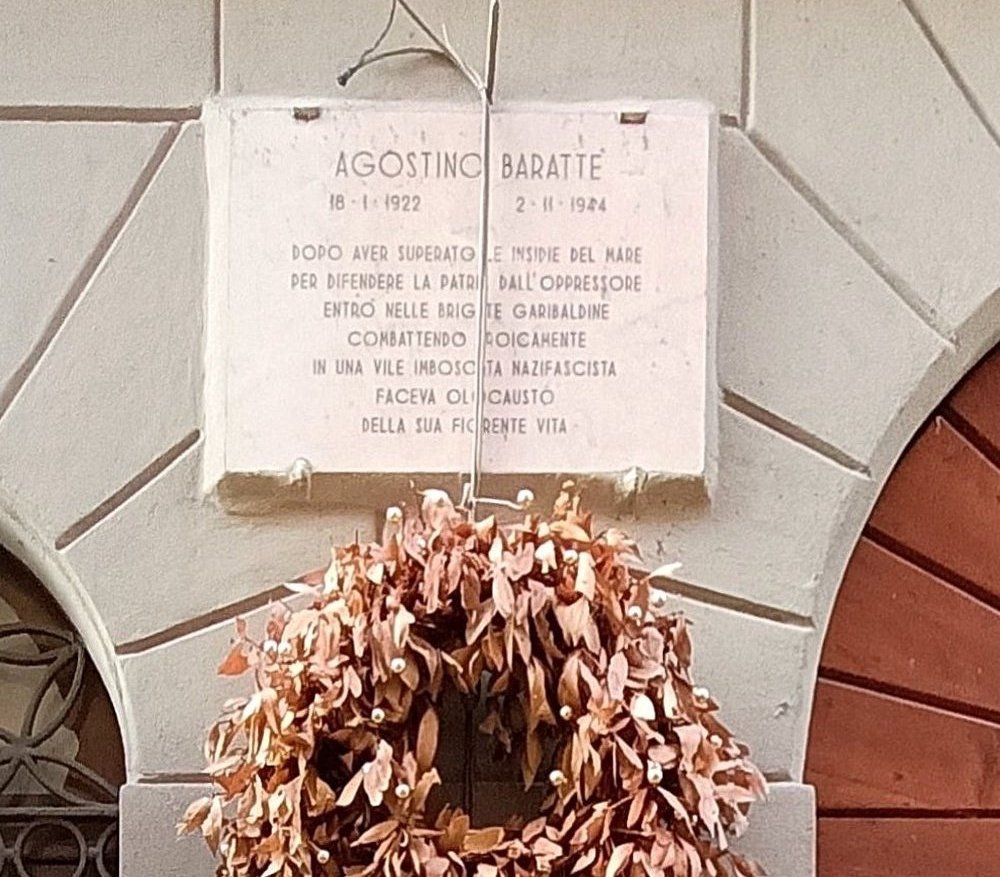 AGOSTINO BARATTE
18 - 1 - 1922 2 - 11 - 1944
DOPO AVER SUPERATO LE INSIDIE DEL MARE
PER DIFENDERE LA PATRIA DALL'OPPRESSORE
ENTRÒ NELLE BRIGATE GARIBALDINE
COMBATTENDO EROICAMENTE
IN UNA VILE IMBOSCATA NAZIFASCISTA
FACEVA OLOCAUSTO
DELLA SUA FIORENTE VITA